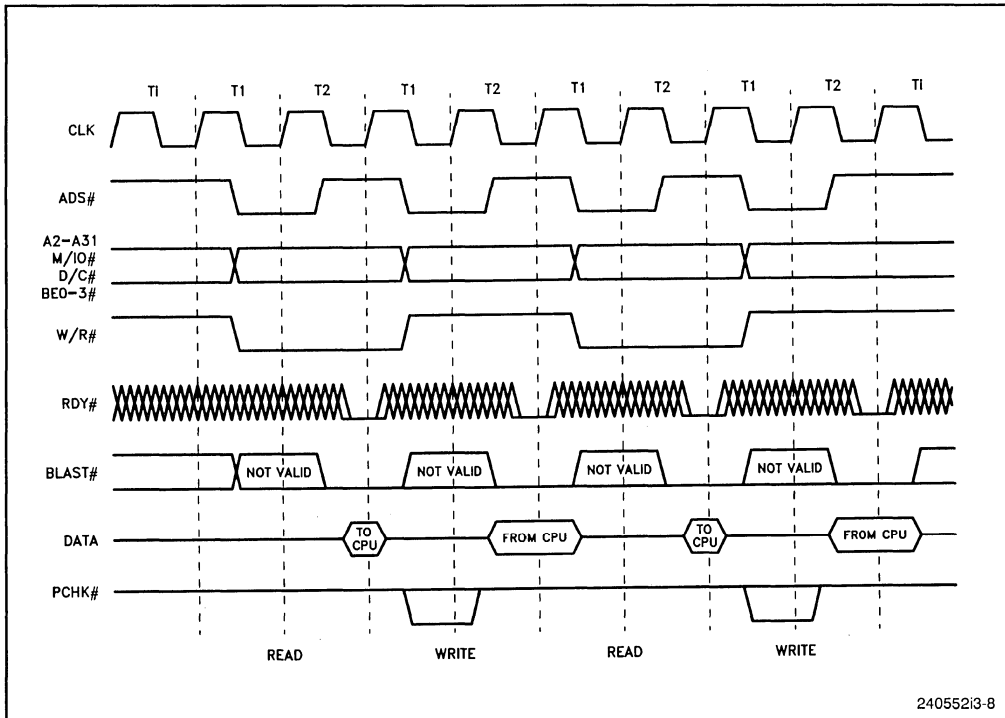 Ti T1 T2 T1 T2 T1 T2 T1 T2 Ti
CLK
ADS#
A2-A31
M/IO#
D/C#
BE0-3#
W/R#
RDY#
BLAST# NOT VALID NOT VALID NOT VALID NOT VALID
DATA TO CPU FROM CPU TO CPU FROM CPU
PCHK#
READ WRITE READ WRITE
240552i3-8